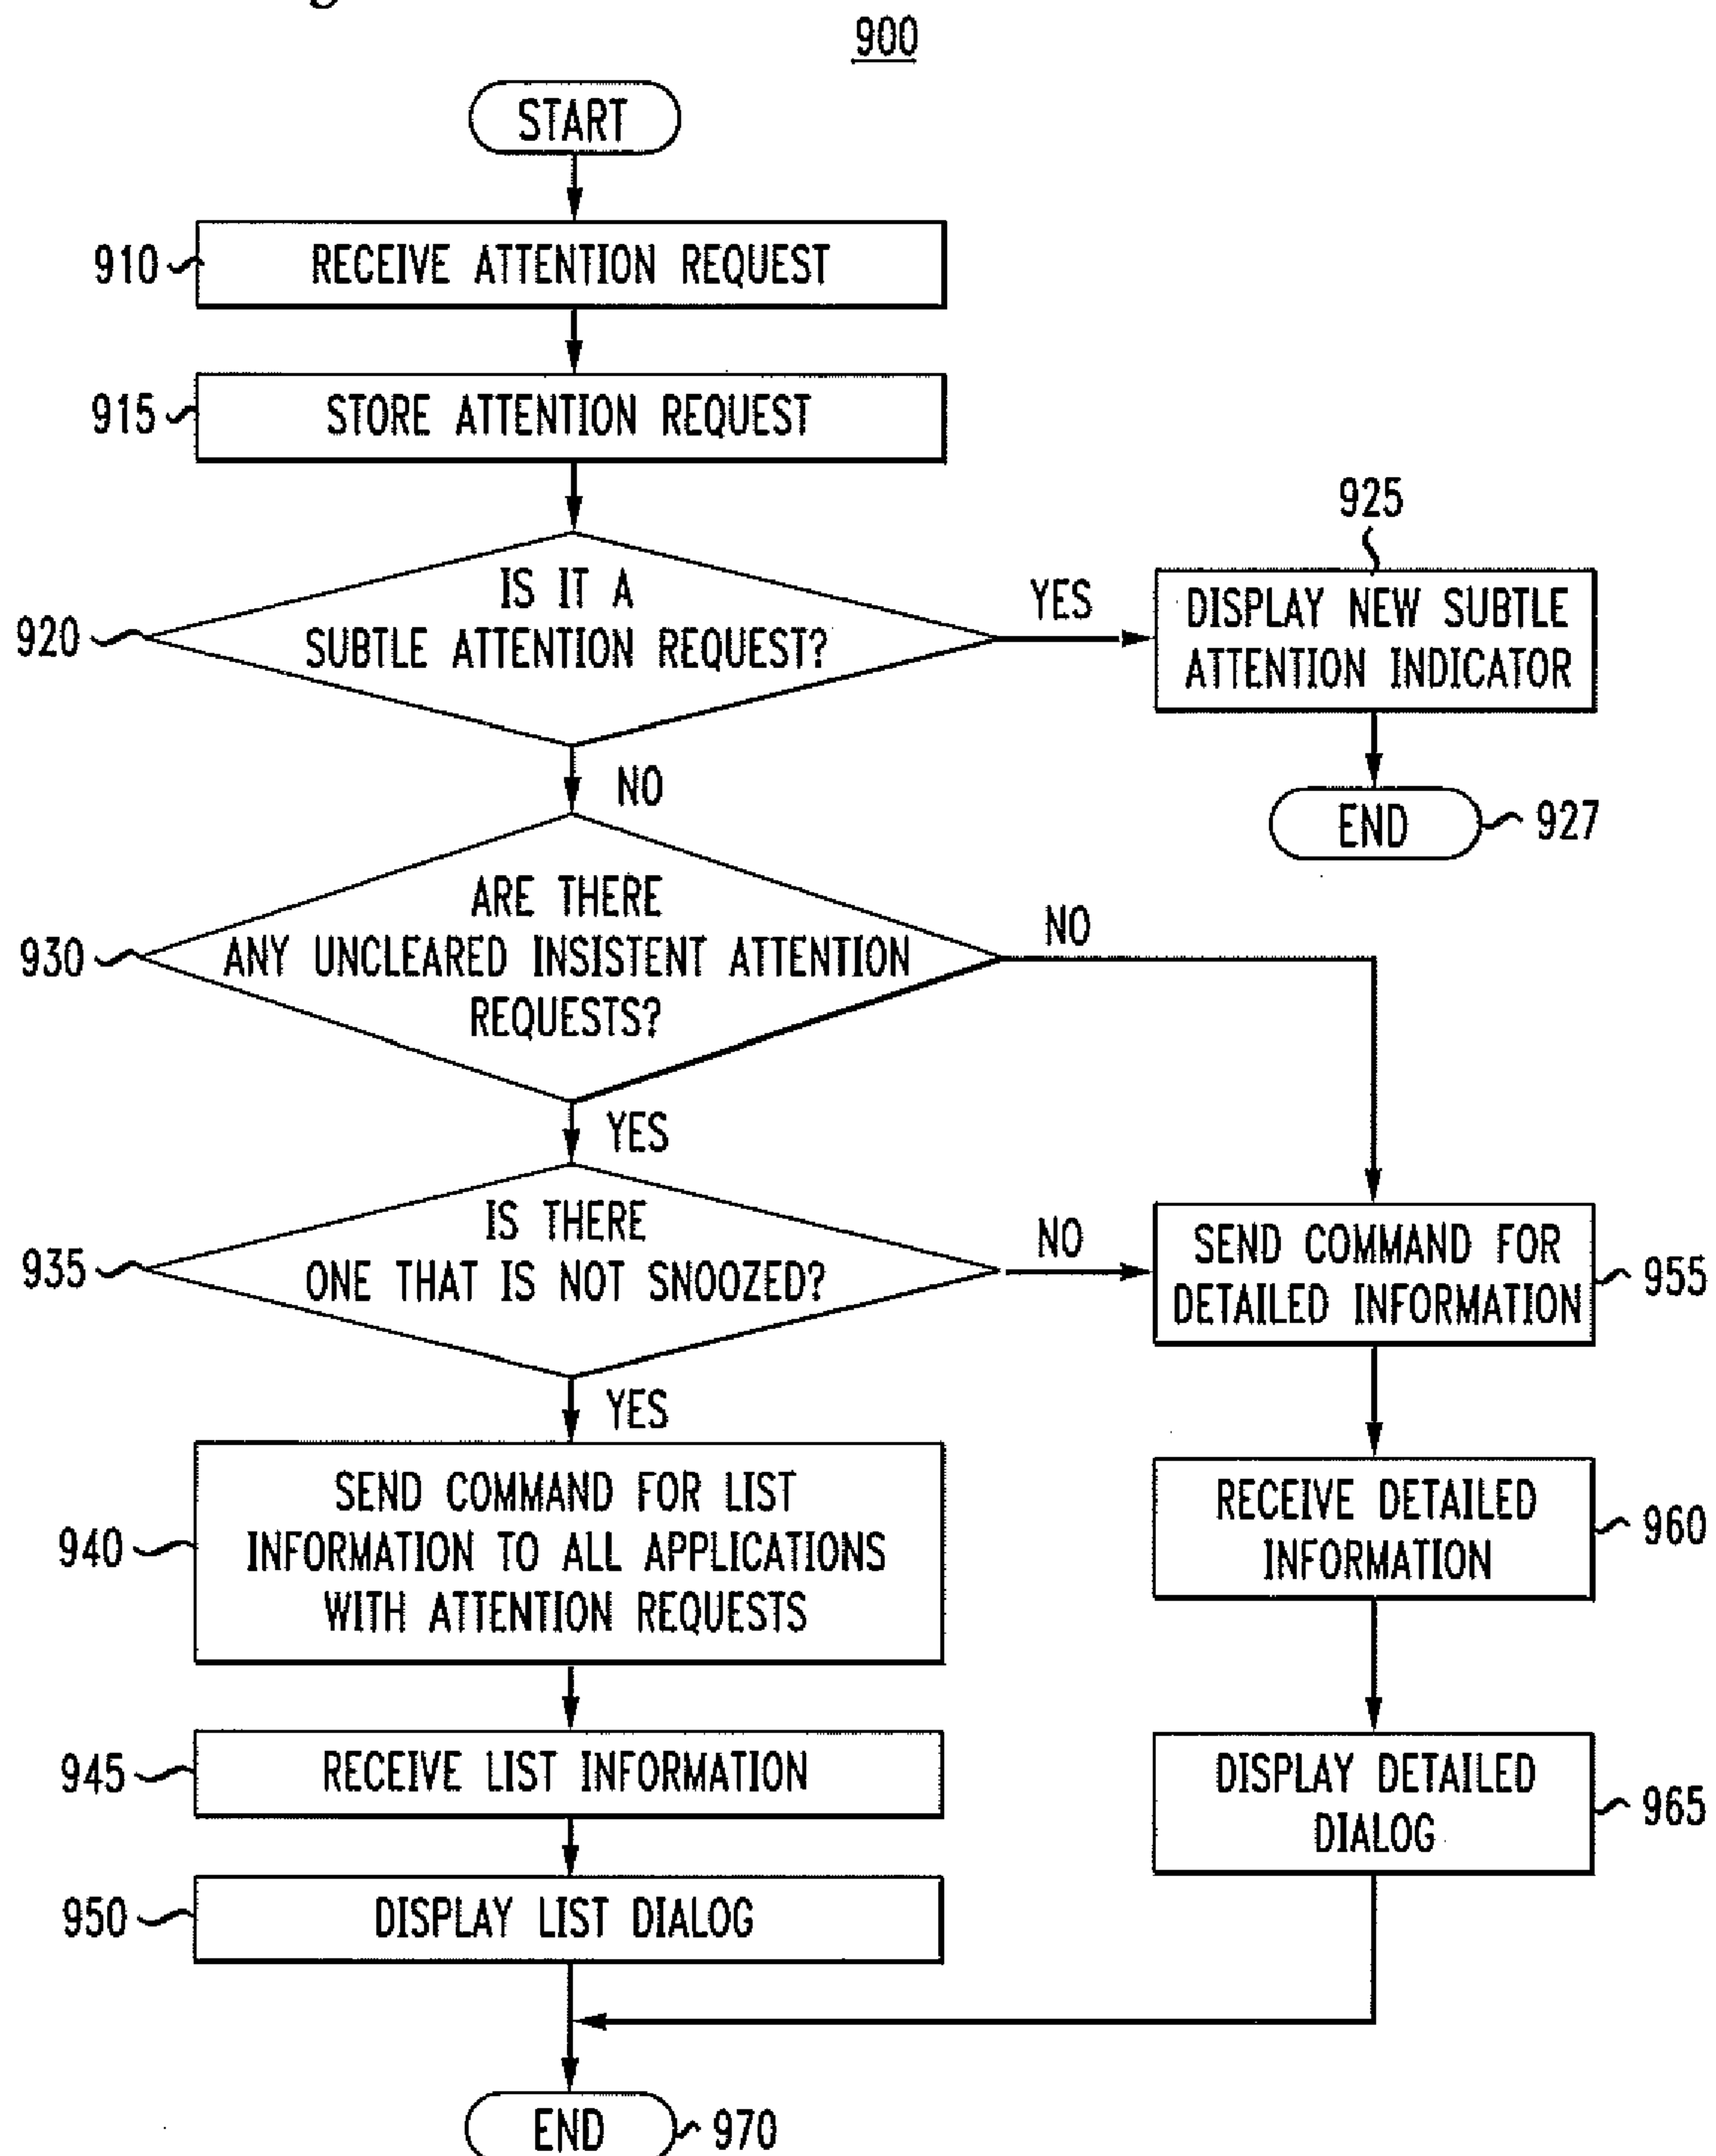 900
START
910
RECEIVE ATTENTION REQUEST
915
STORE ATTENTION REQUEST
920
IS IT A
SUBTLE ATTENTION REQUEST?
YES
925
DISPLAY NEW SUBTLE
ATTENTION INDICATOR
END
927
NO
930
ARE THERE
ANY UNCLEARED INSISTENT ATTENTION
REQUESTS?
NO
YES
935
IS THERE
ONE THAT IS NOT SNOOZED?
NO
SEND COMMAND FOR
DETAILED INFORMATION
955
YES
940
SEND COMMAND FOR LIST
INFORMATION TO ALL APPLICATIONS
WITH ATTENTION REQUESTS
RECEIVE DETAILED
INFORMATION
960
945
RECEIVE LIST INFORMATION
DISPLAY DETAILED
DIALOG
965
950
DISPLAY LIST DIALOG
END
970